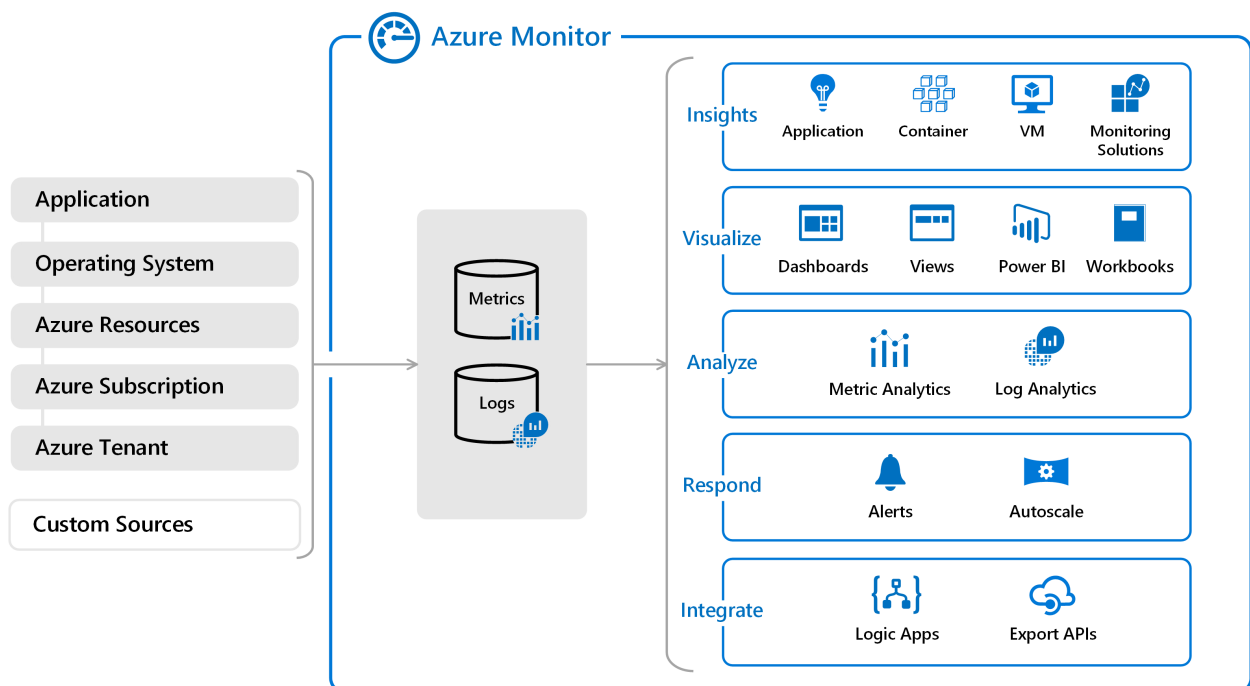 Azure Monitor
Application
Operating System
Azure Resources
Azure Subscription
Azure Tenant
Custom Sources
Metrics
Logs
Insights
Application
Container
VM
Monitoring
Solutions
Visualize
Dashboards
Views
Power BI
Workbooks
Analyze
Metric Analytics
Log Analytics
Respond
Alerts
Autoscale
Integrate
Logic Apps
Export APIs